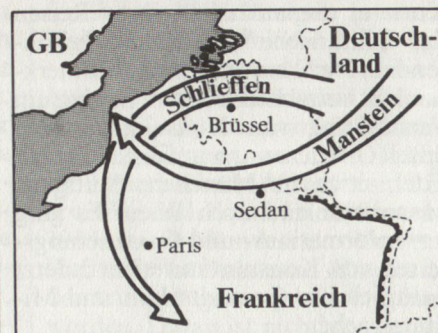 GB
Deutsch-
land
Schlieffen
Brüssel
Manstein
Sedan
Paris
Frankreich